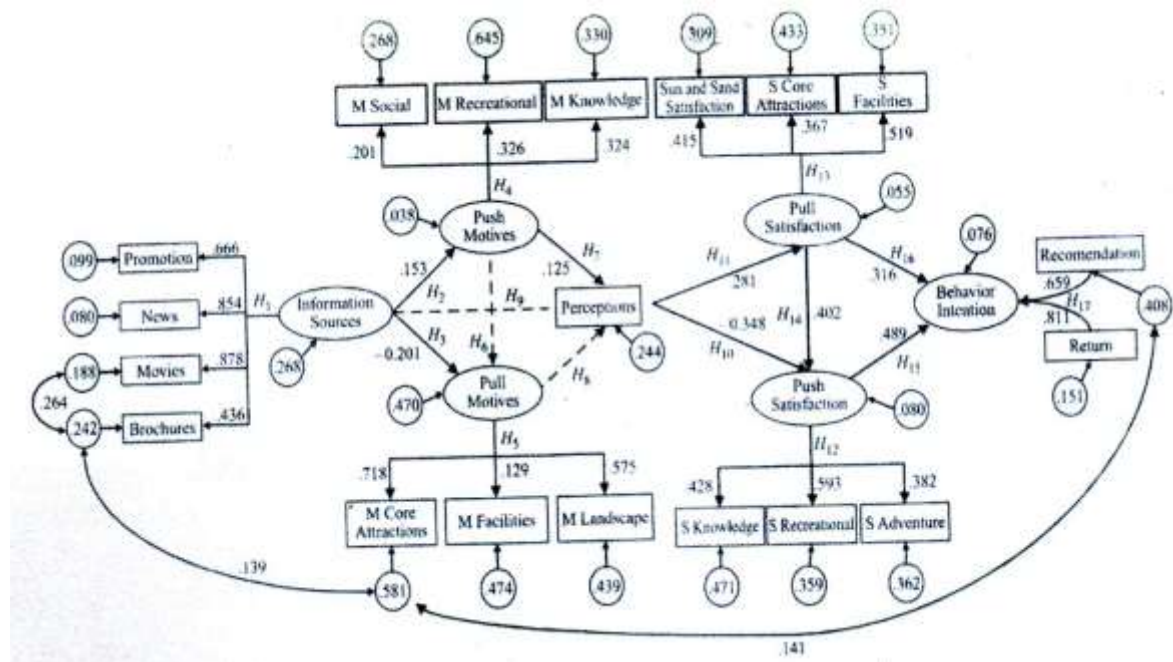 .268
.645
.330
.309
.433
.351
M Social
M Recreational
M Knowledge
Sun and Sand
Satisfaction
S Core
Attractions
S
Facilities
.201
.326
.324
.415
.367
.519
H4
H13
.038
Push
Motives
Pull
Satisfaction
.055
.099
Promotion
.666
.153
H7
.125
H11
.281
H16
.316
.076
Recomendation
.659
.080
News
.854
H1
Information
Sources
H2
H9
Perceptions
H14
.402
Behavior
Intention
H17
.811
.408
.188
Movies
.878
.268
H3
-0.201
H6
H8
.244
-0.348
H10
.489
H15
Return
.264
.242
Brochures
.436
.470
Pull
Motives
Push
Satisfaction
.080
.151
H5
H12
.718
.129
.575
.428
.593
.382
M Core
Attractions
M Facilities
M Landscape
S Knowledge
S Recreational
S Adventure
.139
.581
.474
.439
.471
.359
.362
.141